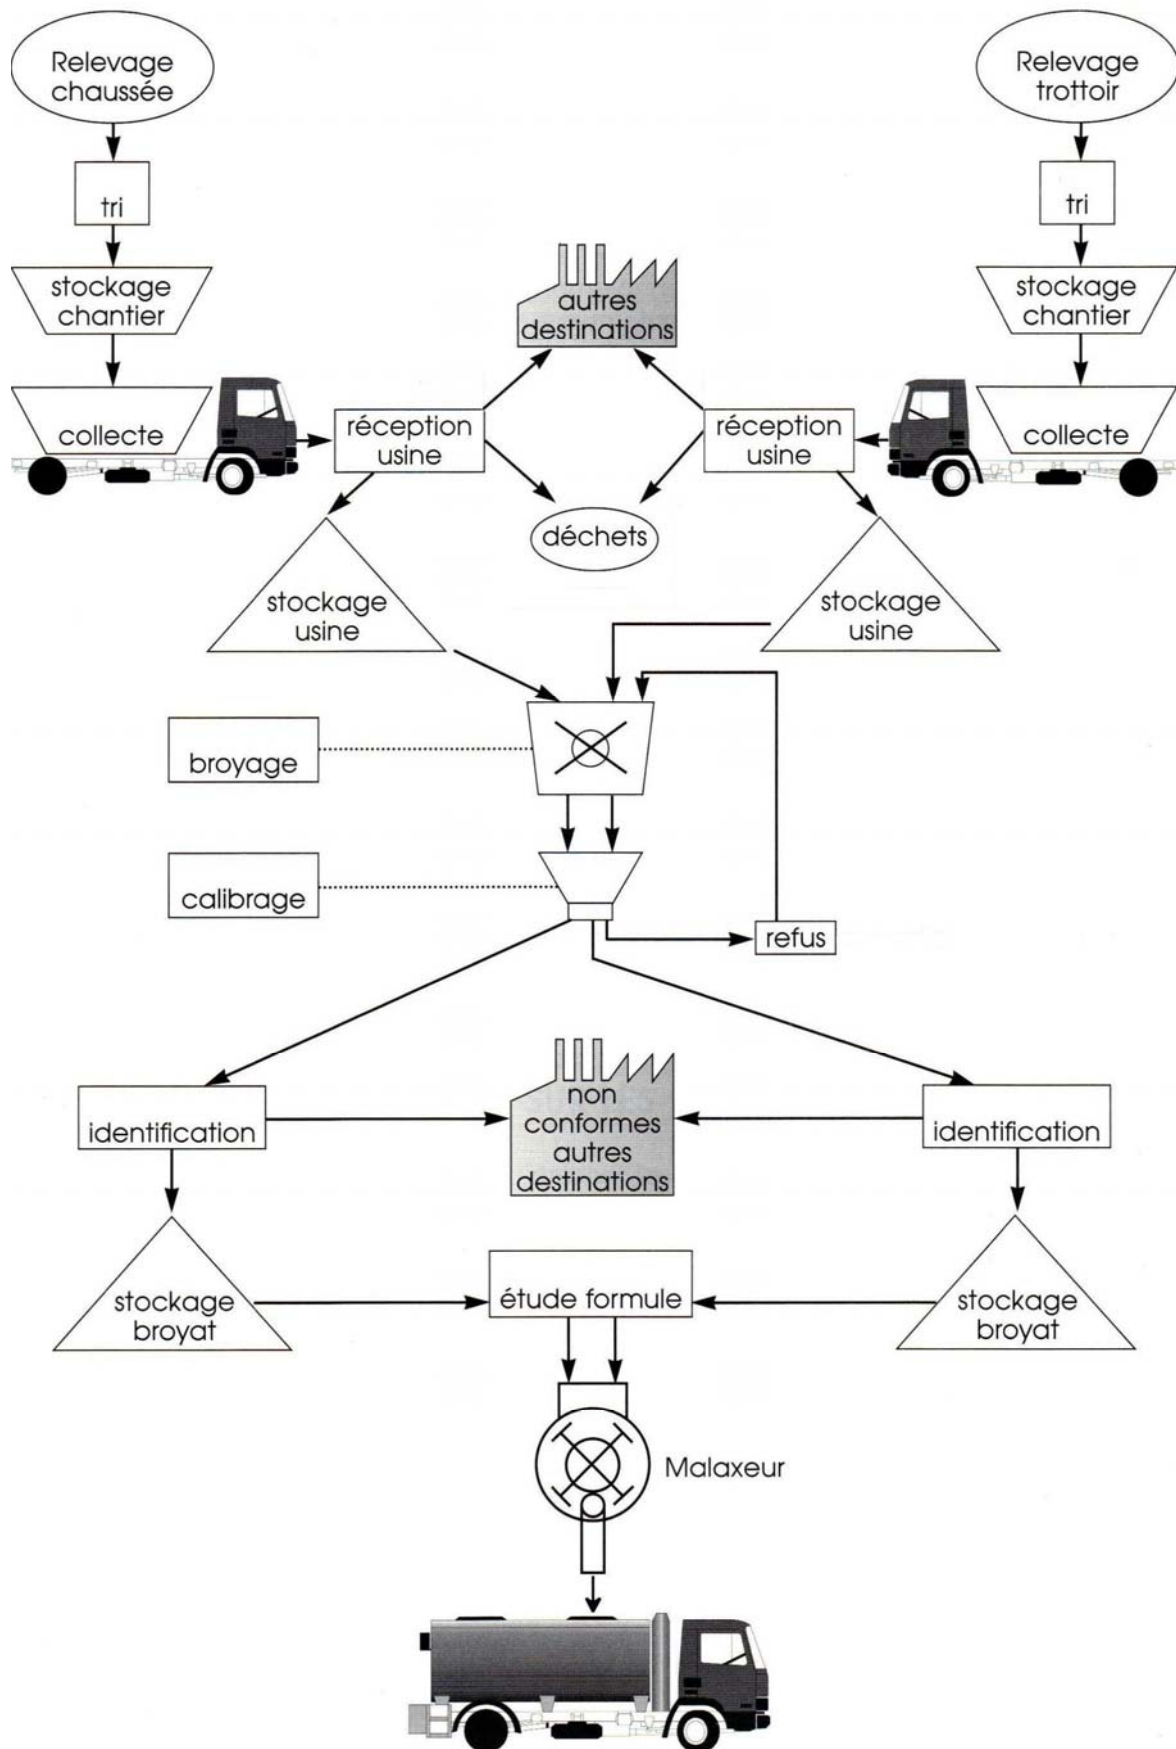 Relevage
chaussée
Relevage
trottoir
tri
tri
stockage
chantier
stockage
chantier
autres
destinations
collecte
réception
usine
réception
usine
collecte
déchets
stockage
usine
stockage
usine
broyage
calibrage
refus
identification
non
conformes
autres
destinations
identification
stockage
broyat
étude formule
stockage
broyat
Malaxeur